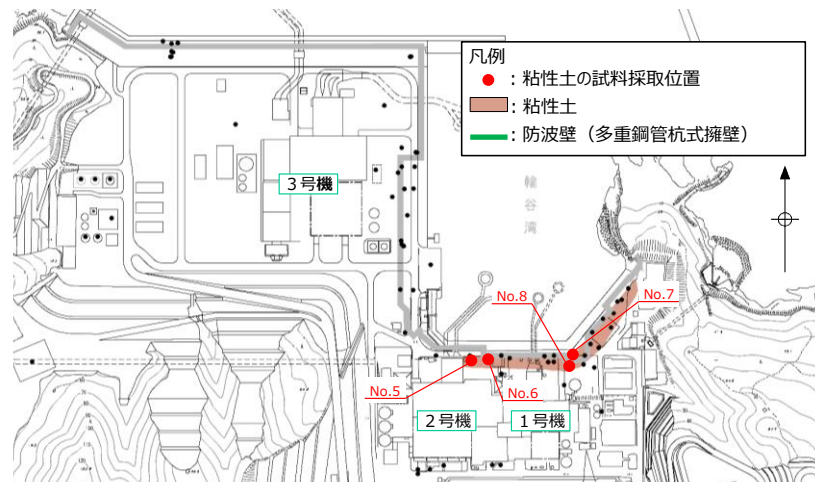 凡例
：粘性土の試料採取位置
：粘性土
：防波壁（多重鋼管杭式擁壁）
３号機
輪谷湾
No.8
No.7
No.5
No.6
２号機
１号機